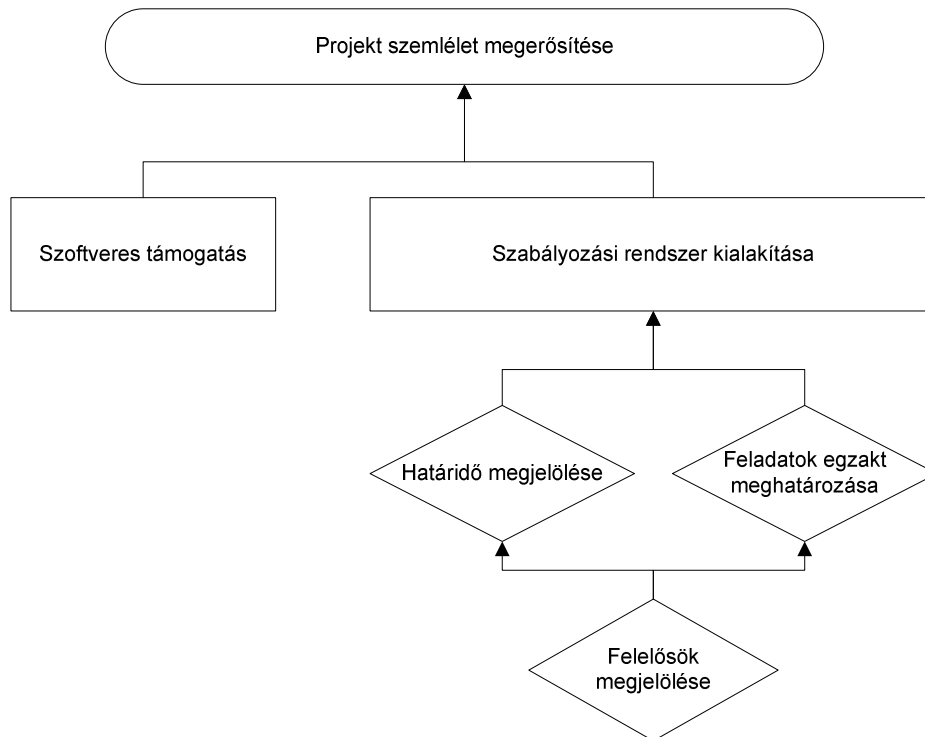 Projekt szemlélet megerősítése
Szoftveres támogatás
Szabályozási rendszer kialakítása
Határidő megjelölése
Feladatok egzakt
meghatározása
Felelősök
megjelölése